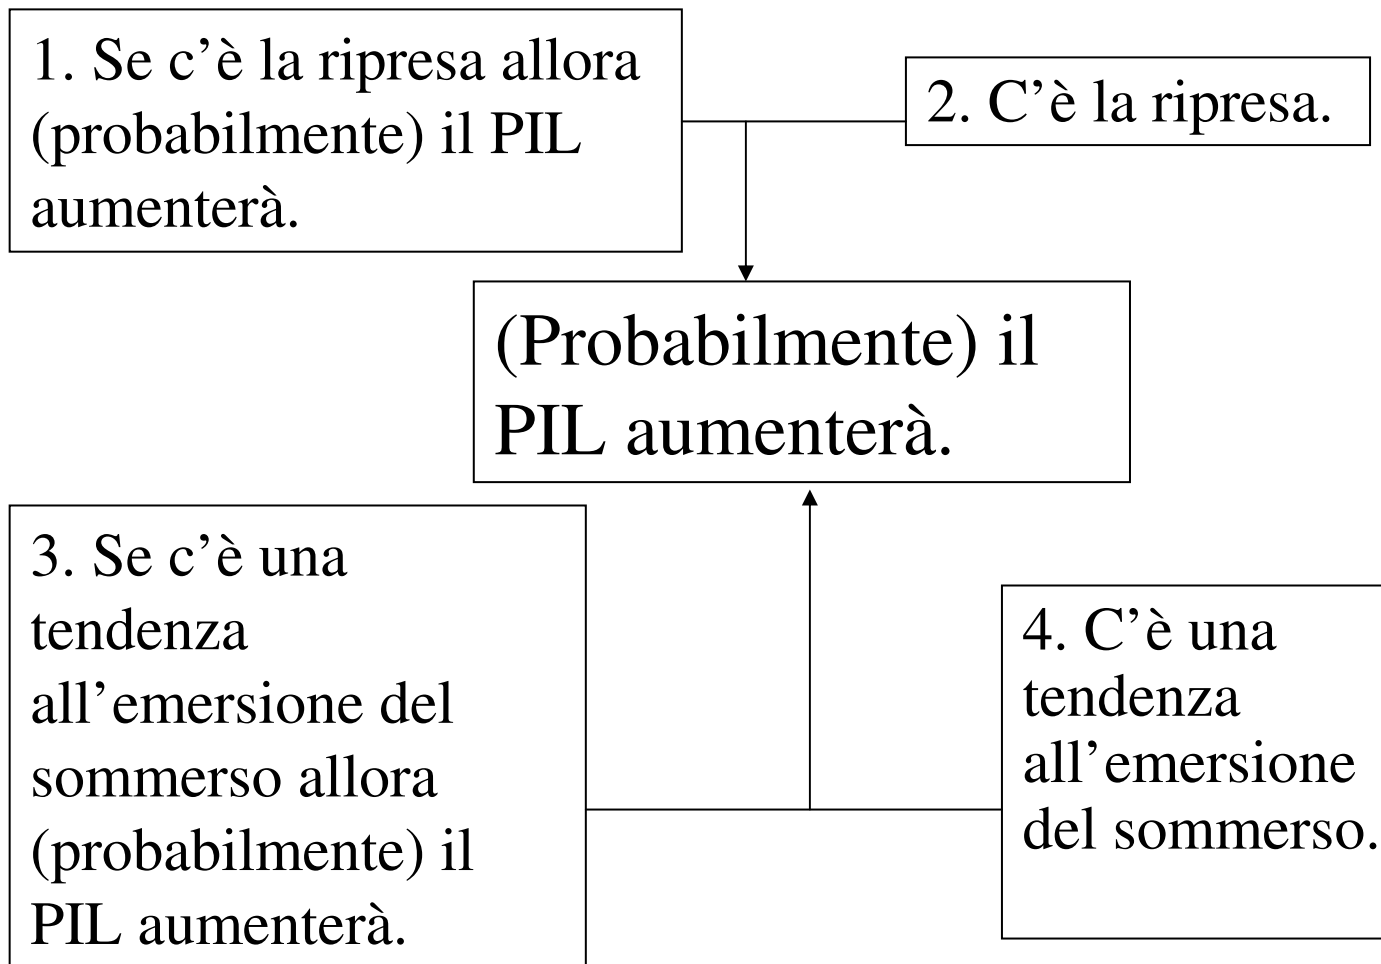 1. Se c’è la ripresa allora
(probabilmente) il PIL
aumenterà.
2. C’è la ripresa.
(Probabilmente) il
PIL aumenterà.
3. Se c’è una
tendenza
all’emersione del
sommerso allora
(probabilmente) il
PIL aumenterà.
4. C’è una
tendenza
all’emersione
del sommerso.